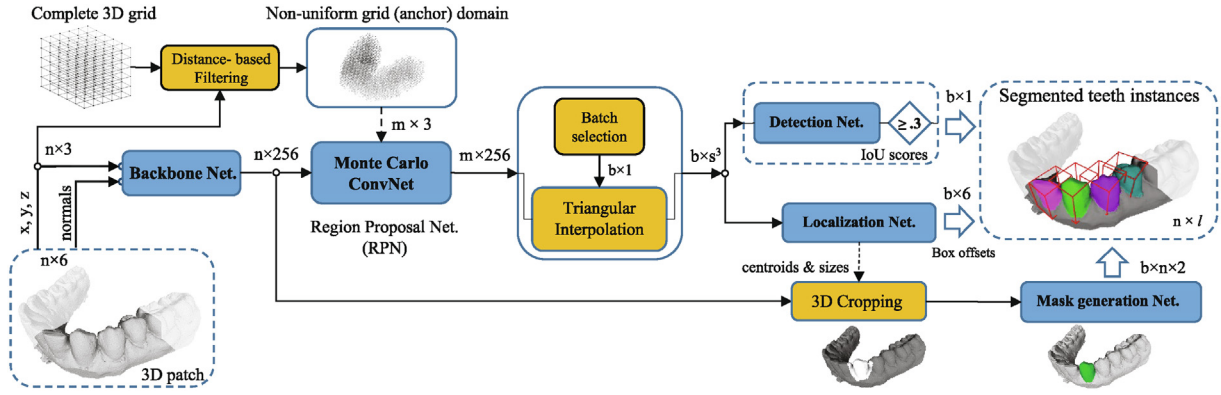 Complete 3D grid
Non-uniform grid (anchor) domain
Distance- based
Filtering
m × 3
n×3
Backbone Net.
n×256
Monte Carlo
ConvNet
m×256
Region Proposal Net.
(RPN)
Batch
selection
b×1
Triangular
Interpolation
b×s³
Detection Net.
≥.3
IoU scores
b×1
Segmented teeth instances
n × l
Localization Net.
b×6
Box offsets
centroids & sizes
3D Cropping
Mask generation Net.
b×n×2
x, y, z
normals
n×6
3D patch